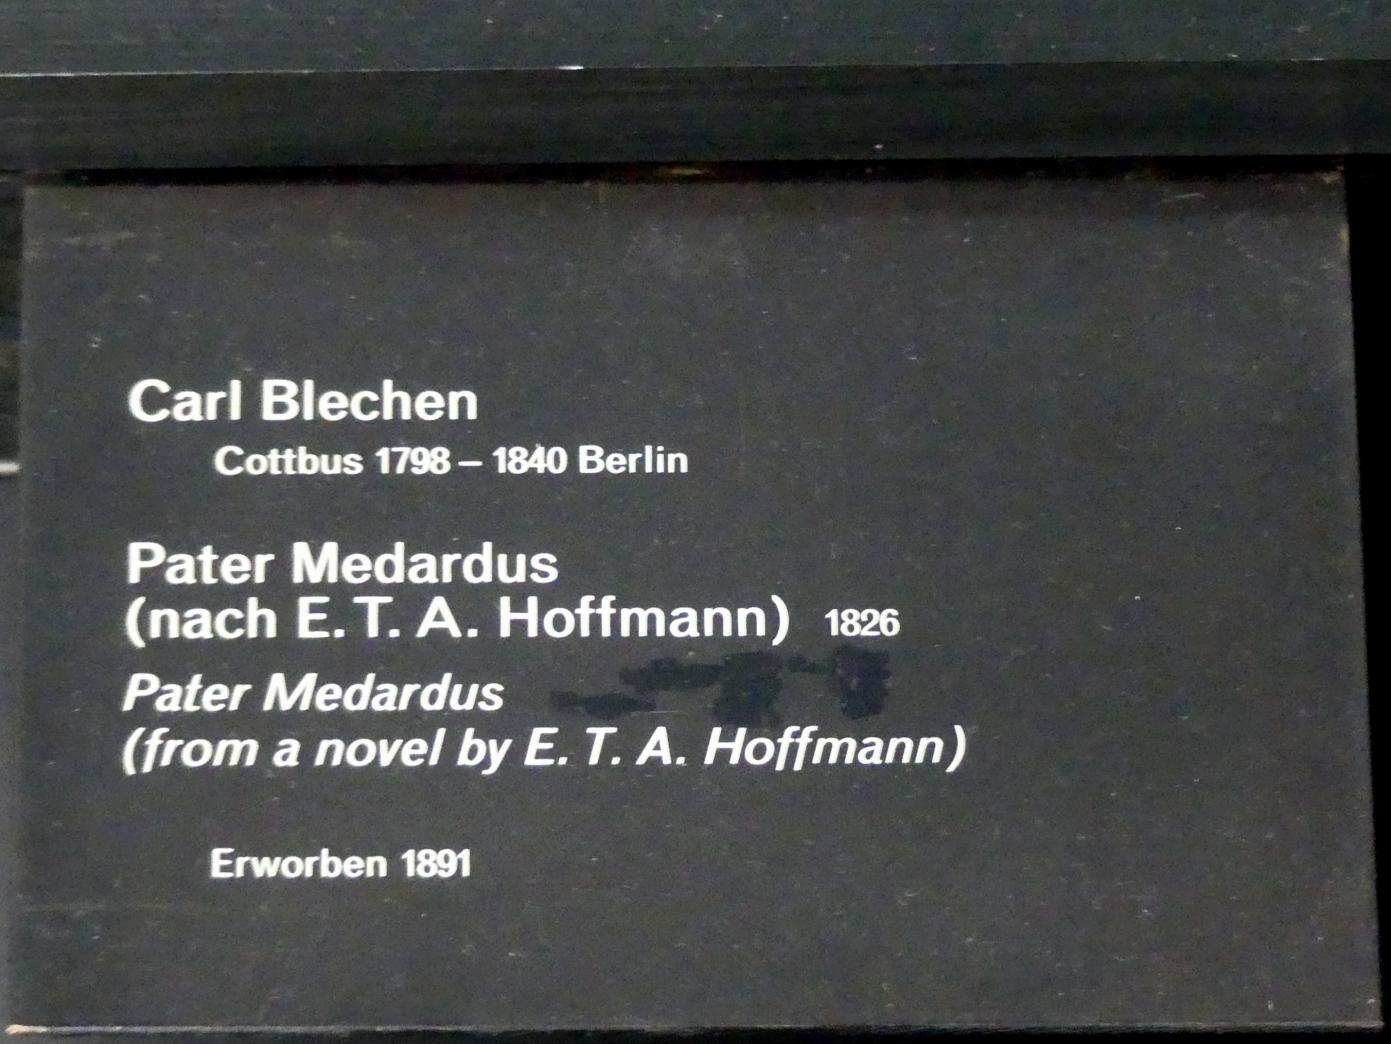 Carl Blechen
Cottbus 1798 – 1840 Berlin
Pater Medardus
(nach E. T. A. Hoffmann) 1826
Pater Medardus
(from a novel by E. T. A. Hoffmann)
Erworben 1891